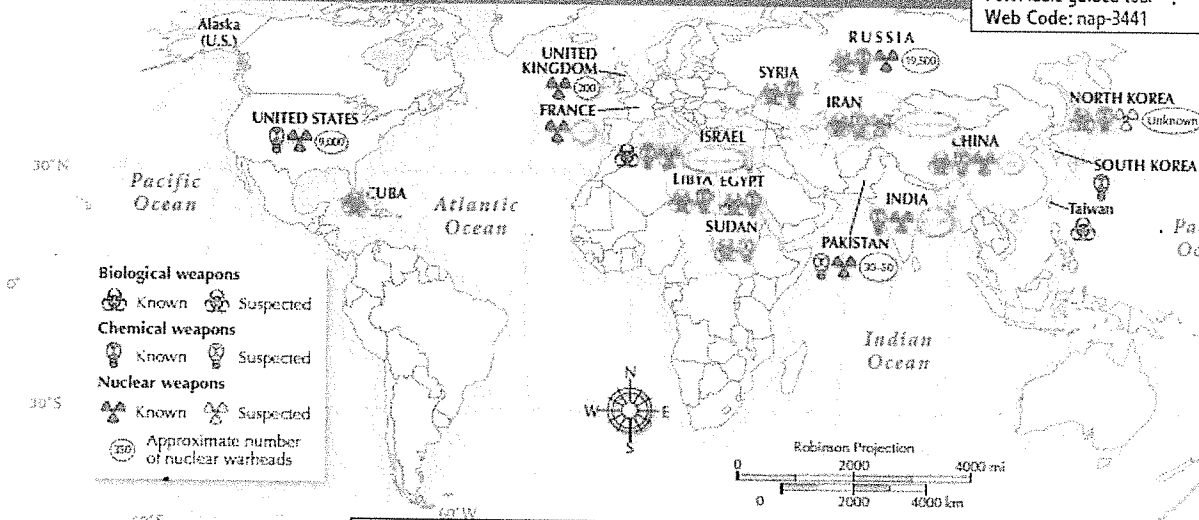 Web Code: nap-3441
Alaska
(U.S.)
RUSSIA
19,500
UNITED
KINGDOM
200
SYRIA
FRANCE
IRAN
NORTH KOREA
Unknown
UNITED STATES
9,000
ISRAEL
CHINA
30°N
SOUTH KOREA
Pacific
Ocean
CUBA
Atlantic
Ocean
LIBYA EGYPT
INDIA
Taiwan
SUDAN
PAKISTAN
30-50
0°
Biological weapons
Known Suspected
Chemical weapons
Known Suspected
Nuclear weapons
Known Suspected
350
Approximate number
of nuclear warheads
Indian
Ocean
30°S
N
W E
S
Robinson Projection
0 2000 4000 mi
0 2000 4000 km
60°W